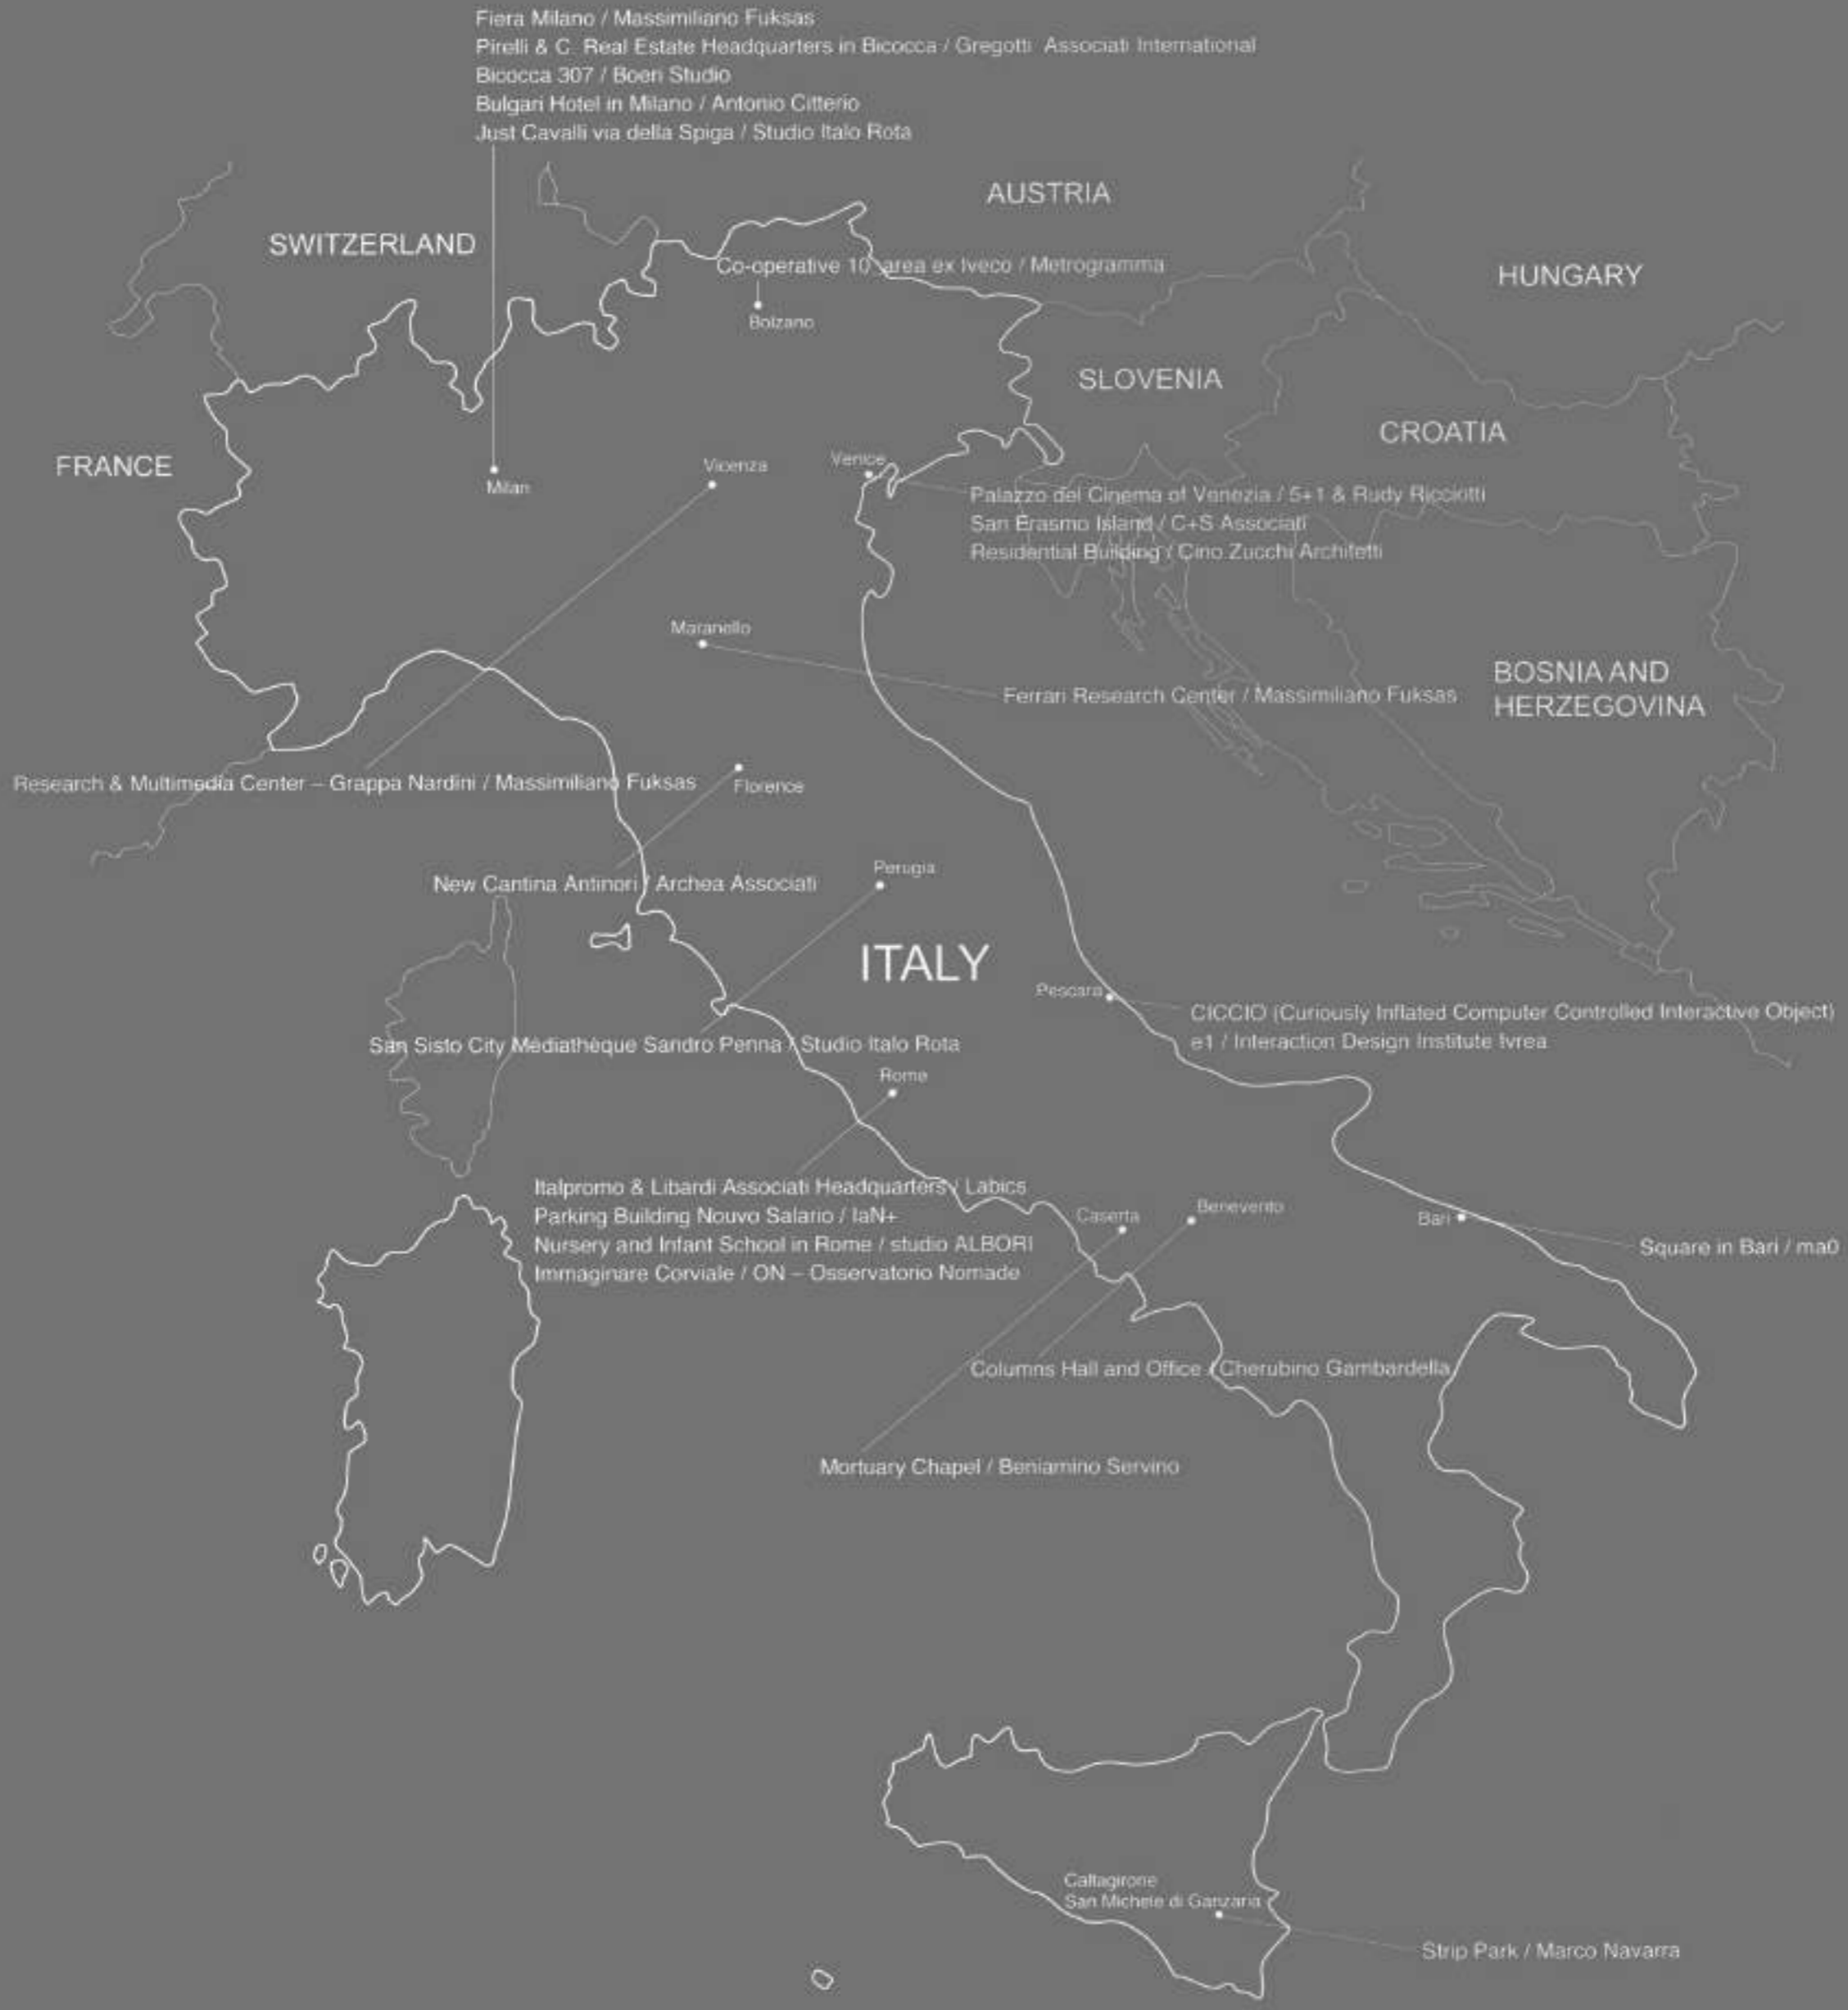 Fiera Milano / Massimiliano Fuksas
Pirelli & C. Real Estate Headquarters in Bicocca / Gregotti Associati International
Bicocca 307 / Boeri Studio
Bulgari Hotel in Milano / Antonio Citterio
Just Cavalli via della Spiga / Studio Italo Rota
AUSTRIA
SWITZERLAND
Co-operative 10, area ex Iveco / Metrogramma
HUNGARY
Bolzano
SLOVENIA
CROATIA
FRANCE
Milan
Vicenza
Venice
Palazzo del Cinema of Venezia / 5+1 & Rudy Ricciotti
San Erasmo Island / C+S Associati
Residential Building / Cino Zucchi Architetti
Maranello
BOSNIA AND
HERZEGOVINA
Ferrari Research Center / Massimiliano Fuksas
Research & Multimedia Center – Grappa Nardini / Massimiliano Fuksas
Florence
New Cantina Antinori / Archea Associati
Perugia
ITALY
Pescara
CICCIO (Curiously Inflated Computer Controlled Interactive Object)
e1 / Interaction Design Institute Ivrea
San Sisto City Médiathèque Sandro Penna / Studio Italo Rota
Rome
Italpromo & Libardi Associati Headquarters / Labics
Parking Building Nouvo Salario / IaN+
Nursery and Infant School in Rome / studio ALBORI
Immaginare Corviale / ON – Osservatorio Nomade
Caserta
Benevento
Bari
Square in Bari / ma0
Columns Hall and Office / Cherubino Gambardella
Mortuary Chapel / Beniamino Servino
Caltagirone
San Michele di Ganzaria
Strip Park / Marco Navarra